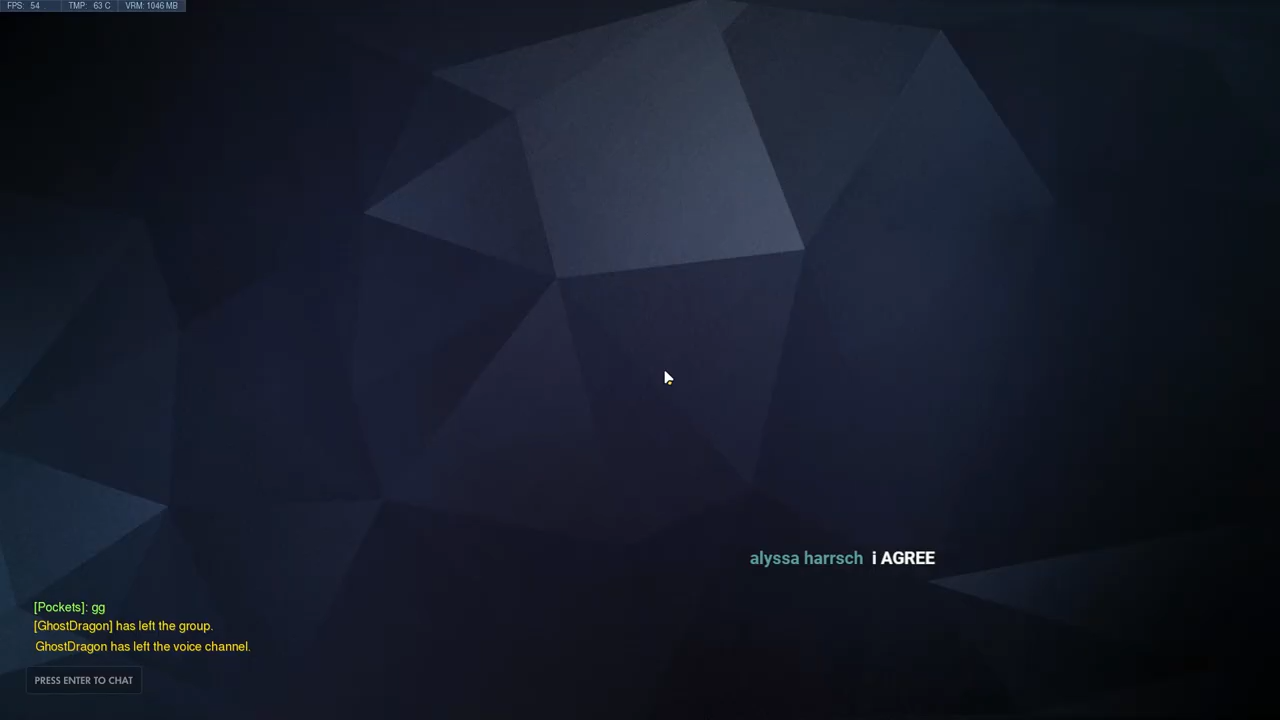 FPS: 54 TMP: 63 C VRM: 1046 MB
alyssa harrsch i AGREE
[Pockets]: gg
[GhostDragon] has left the group.
GhostDragon has left the voice channel.
PRESS ENTER TO CHAT